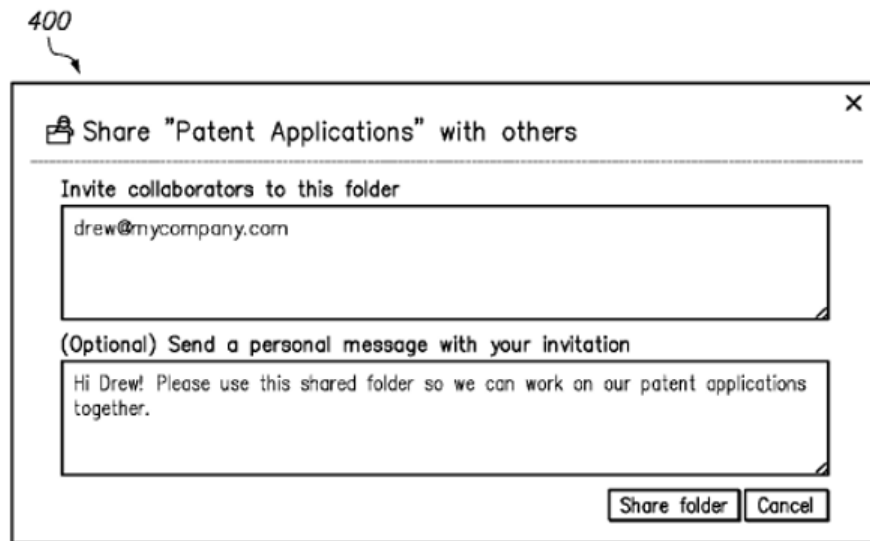 400
Share "Patent Applications" with others
Invite collaborators to this folder
drew@mycompany.com
(Optional) Send a personal message with your invitation
Hi Drew! Please use this shared folder so we can work on our patent applications
together.
Share folder Cancel